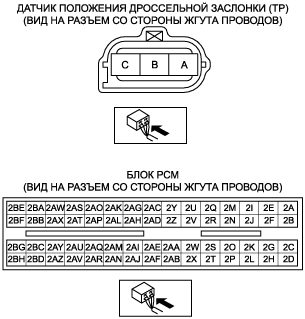 ДАТЧИК ПОЛОЖЕНИЯ ДРОССЕЛЬНОЙ ЗАСЛОНКИ (ТР)
(ВИД НА РАЗЪЕМ СО СТОРОНЫ ЖГУТА ПРОВОДОВ)
C B A
БЛОК PCM
(ВИД НА РАЗЪЕМ СО СТОРОНЫ ЖГУТА ПРОВОДОВ)
2BE 2BA 2AW 2AS 2AO 2AK 2AG 2AC 2Y 2U 2Q 2M 2I 2E 2A
2BF 2BB 2AX 2AT 2AP 2AL 2AH 2AD 2Z 2V 2R 2N 2J 2F 2B
2BG 2BC 2AY 2AU 2AQ 2AM 2AI 2AE 2AA 2W 2S 2O 2K 2G 2C
2BH 2BD 2AZ 2AV 2AR 2AN 2AJ 2AF 2AB 2X 2T 2P 2L 2H 2D